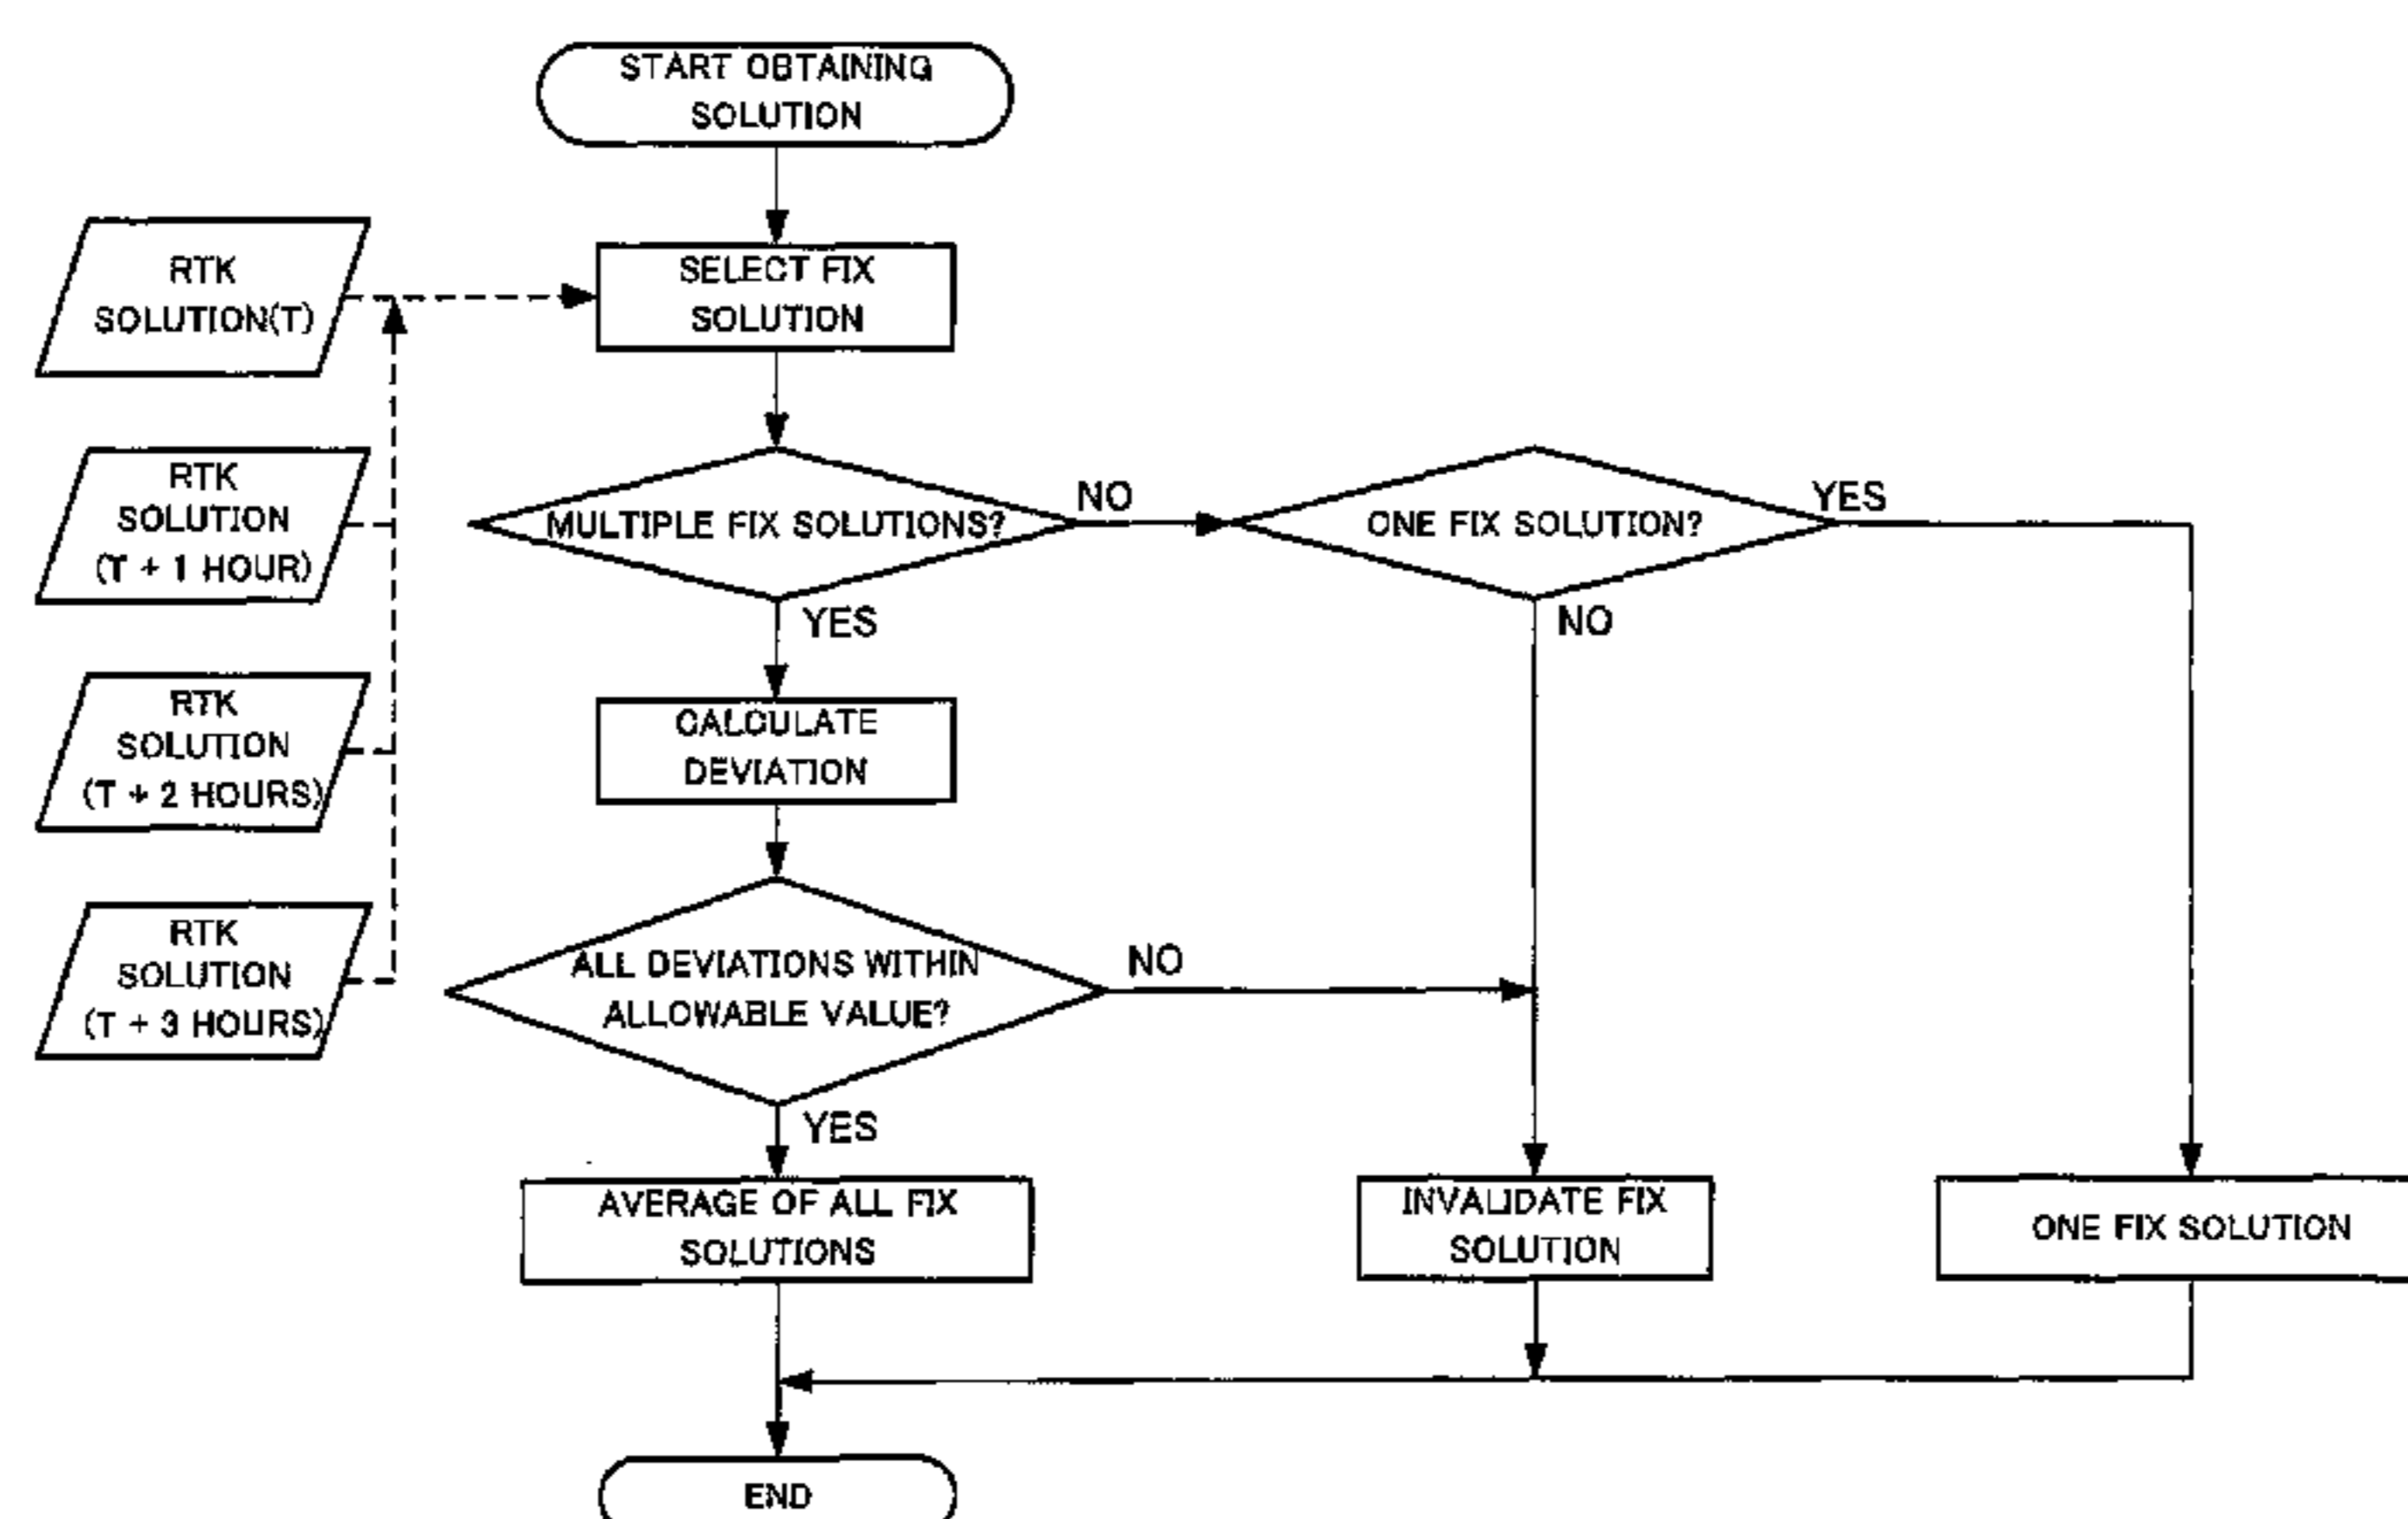 START OBTAINING
SOLUTION
RTK
SOLUTION(T)
SELECT FIX
SOLUTION
RTK
SOLUTION
(T + 1 HOUR)
MULTIPLE FIX SOLUTIONS?
NO
ONE FIX SOLUTION?
YES
YES
NO
RTK
SOLUTION
(T + 2 HOURS)
CALCULATE
DEVIATION
RTK
SOLUTION
(T + 3 HOURS)
ALL DEVIATIONS WITHIN
ALLOWABLE VALUE?
NO
YES
AVERAGE OF ALL FIX
SOLUTIONS
INVALIDATE FIX
SOLUTION
ONE FIX SOLUTION
END